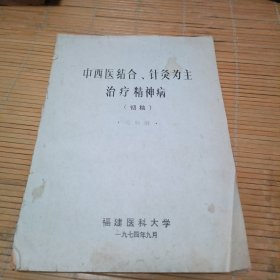 中西医结合、针灸为主
治疗精神病
（初稿）
福建医科大学
一九七四年九月